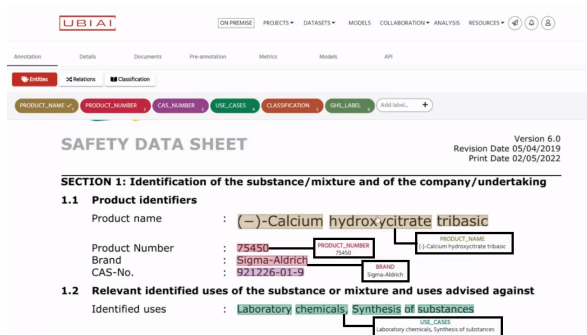 UBIAI
ON PREMISE PROJECTS DATASETS MODELS COLLABORATION ANALYSIS RESOURCES
Annotation Details Documents Pre-annotation Metrics Models API
Entities Relations Classification
PRODUCT_NAME PRODUCT_NUMBER CAS_NUMBER USE_CASES CLASSIFICATION GHS_LABEL Add label.. +
SAFETY DATA SHEET
Version 6.0
Revision Date 05/04/2019
Print Date 02/05/2022
SECTION 1: Identification of the substance/mixture and of the company/undertaking
1.1 Product identifiers
Product name : (−)-Calcium hydroxycitrate tribasic
PRODUCT_NAME
(-)-Calcium hydroxycitrate tribasic
Product Number : 75450
PRODUCT_NUMBER
75450
Brand : Sigma-Aldrich
BRAND
Sigma-Aldrich
CAS-No. : 921226-01-9
1.2 Relevant identified uses of the substance or mixture and uses advised against
Identified uses : Laboratory chemicals, Synthesis of substances
USE_CASES
Laboratory chemicals, Synthesis of substances